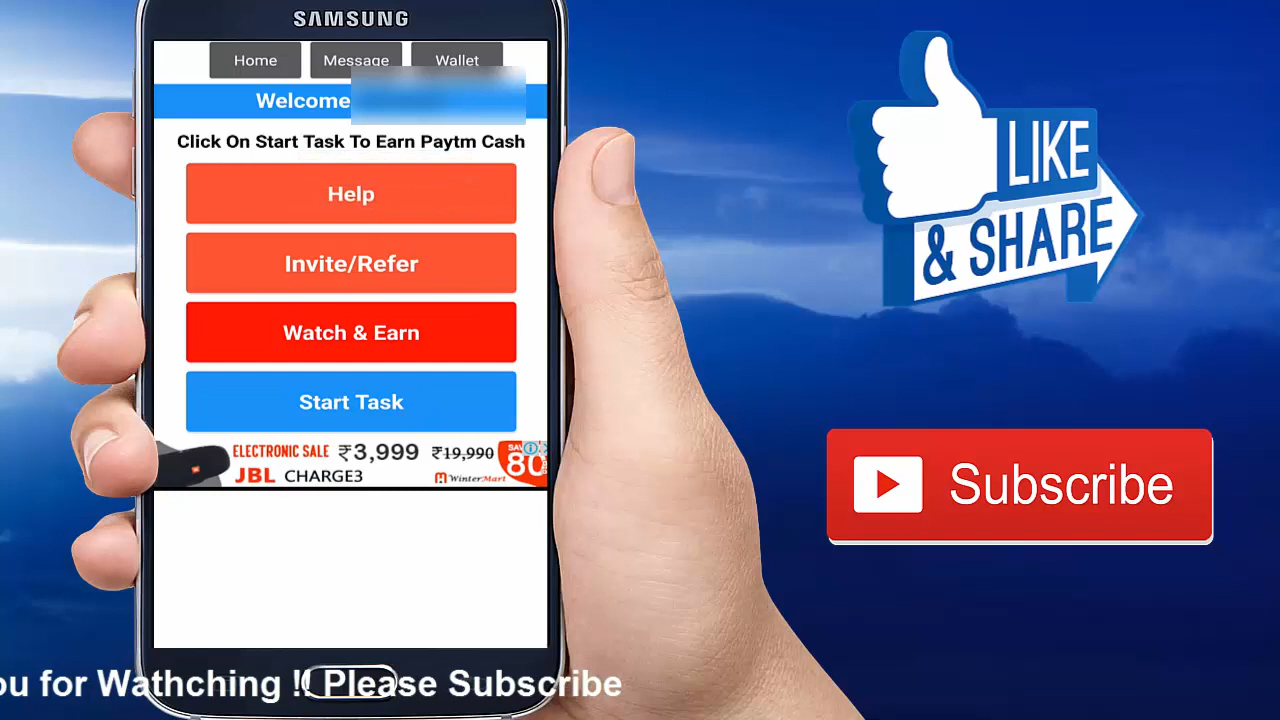 SAMSUNG
Home
Message
Wallet
Welcome
Click On Start Task To Earn Paytm Cash
Help
Invite/Refer
Watch & Earn
Start Task
ELECTRONIC SALE ₹3,999 ₹19,990
JBL CHARGE3
WinterMart
SAV
80
LIKE
& SHARE
Subscribe
ou for Wathching !! Please Subscribe